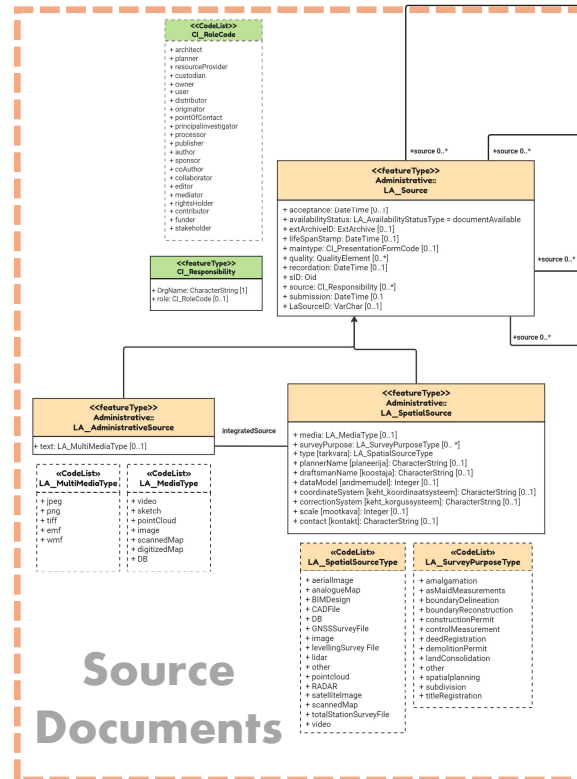 <<CodeList>>
CI_RoleCode
+ architect
+ planner
+ resourceProvider
+ custodian
+ owner
+ user
+ distributor
+ originator
+ pointOfContact
+ principalinvestigator
+ processor
+ publisher
+ author
+ sponsor
+ coAuthor
+ collaborator
+ editor
+ mediator
+ rightsHolder
+ contributor
+ funder
+ stakeholder
+source 0..*
+source 0..*
<<featureType>>
Administrative::
LA_Source
+ acceptance: DateTime [0..1]
+ availabilityStatus: LA_AvailabilityStatusType = documentAvailable
+ extArchiveID: ExtArchive [0..1]
+ lifeSpanStamp: DateTime [0..1]
+ maintype: CI_PresentationFormCode [0..1]
+ quality: QualityElement [0..*]
+ recordation: DateTime [0..1]
+ sID: Oid
+ source: CI_Responsibility [0..*]
+ submission: DateTime [0.1
+ LaSourceID: VarChar [0..1]
+source 0..*
+source 0..*
<<featureType>>
CI_Responsibility
+ OrgName: CharacterString [1]
+ role: CI_RoleCode [0..1]
<<featureType>>
Administrative::
LA_AdministrativeSource
+ text: LA_MultiMediaType [0..1]
integratedSource
<<featureType>>
Administrative::
LA_SpatialSource
+ media: LA_MediaType [0..1]
+ surveyPurpose: LA_SurveyPurposeType [0.. *]
+ type [tarkvara]: LA_SpatialSourceType
+ plannerName [planeerija]: CharacterString [0..1]
+ draftsmanName [koostaja]: CharacterString [0..1]
+ dataModel [andmemudel]: Integer [0..1]
+ coordinateSystem [keht_koordinaatsysteem]: CharacterString [0..1]
+ correctionSystem [keht_korgussysteem]: CharacterString [0..1]
+ scale [mootkava]: Integer [0..1]
+ contact [kontakt]: CharacterString [0..1]
«CodeList»
LA_MultiMediaType
+ jpeg
+ png
+ tiff
+ emf
+ wmf
«CodeList»
LA_MediaType
+ video
+ sketch
+ pointCloud
+ image
+ scannedMap
+ digitizedMap
+ DB
«CodeList»
LA_SpatialSourceType
+ aerialImage
+ analogueMap
+ BIMDesign
+ CADFile
+ DB
+ GNSSSurveyFile
+ image
+ levellingSurvey File
+ lidar
+ other
+ pointcloud
+ RADAR
+ satelliteImage
+ scannedMap
+ totalStationSurveyFile
+ video
«CodeList»
LA_SurveyPurposeType
+ amalgamation
+ asMaidMeasurements
+ boundaryDelineation
+ boundaryReconstruction
+ constructionPermit
+ controlMeasurement
+ deedRegistration
+ demolitionPermit
+ landConsolidation
+ other
+ spatialplanning
+ subdivision
+ titleRegistration
Source
Documents